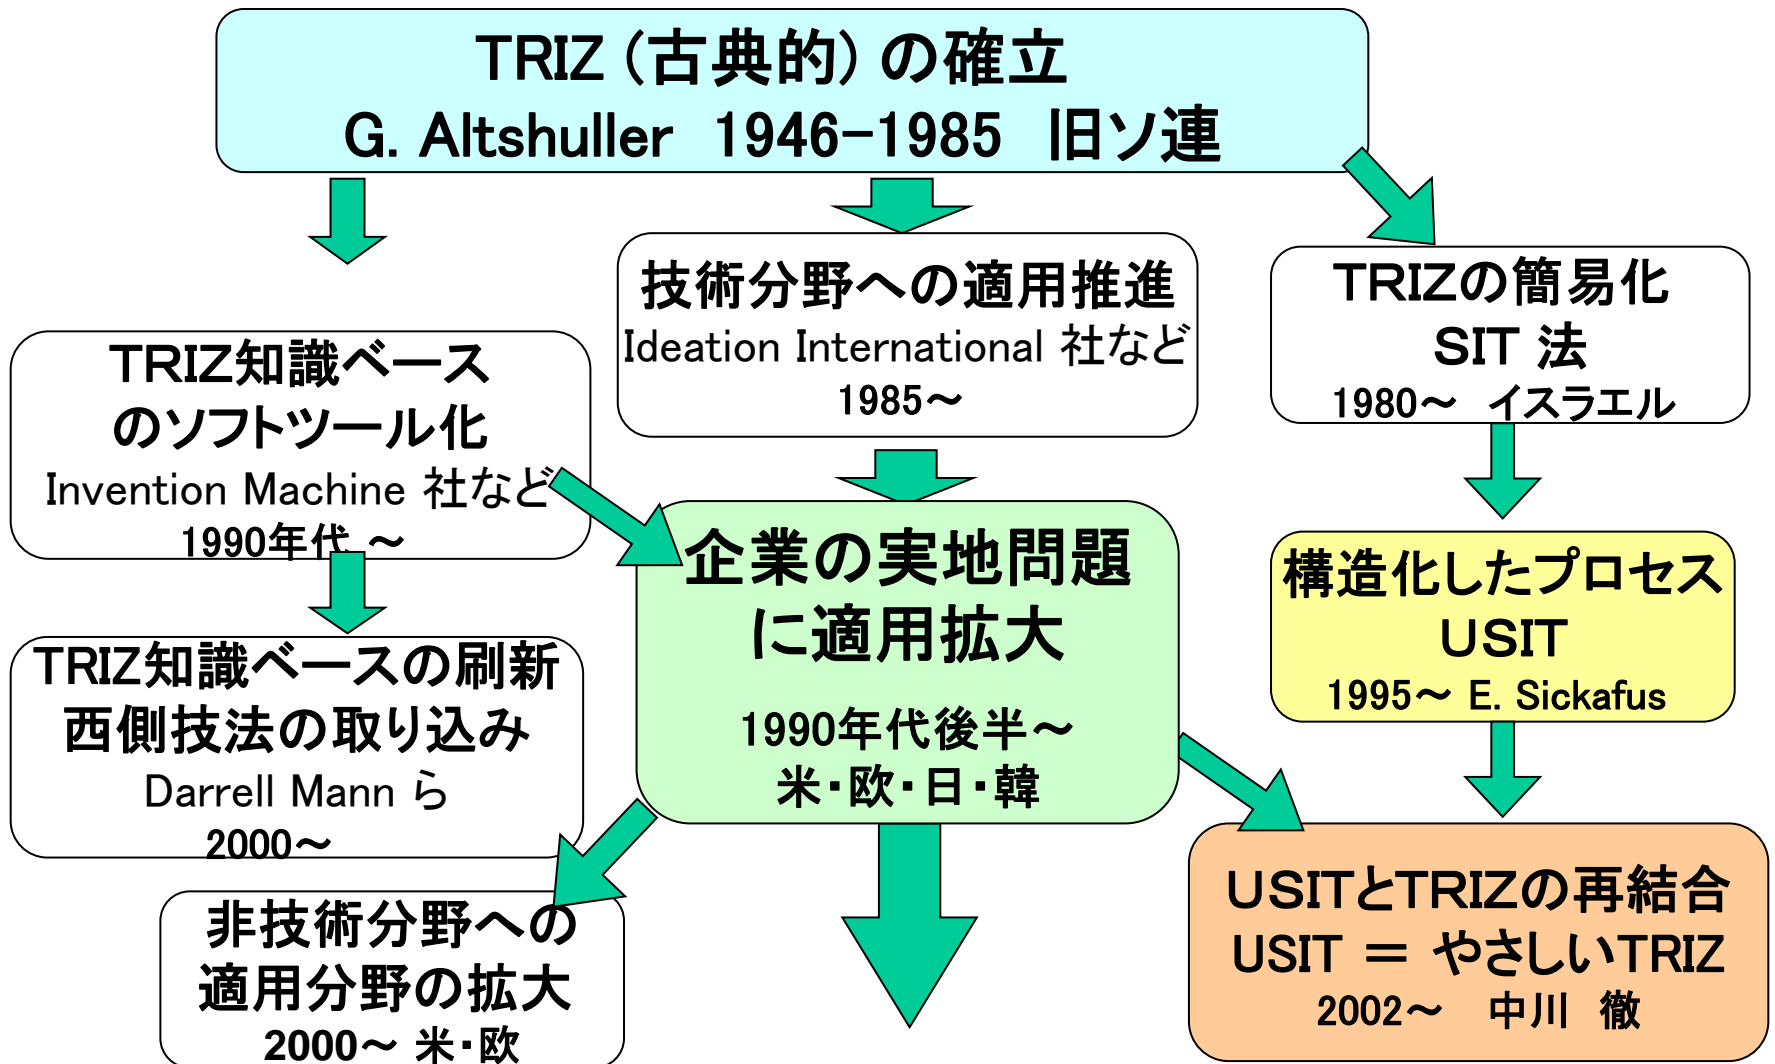 TRIZ (古典的) の確立
G. Altshuller 1946-1985 旧ソ連
技術分野への適用推進
Ideation International 社など
1985～
TRIZの簡易化
SIT 法
1980～ イスラエル
TRIZ知識ベース
のソフトツール化
Invention Machine 社など
1990年代 ～
企業の実地問題
に適用拡大
1990年代後半～
米・欧・日・韓
構造化したプロセス
USIT
1995～ E. Sickafus
TRIZ知識ベースの刷新
西側技法の取り込み
Darrell Mann ら
2000～
USITとTRIZの再結合
USIT ＝ やさしいTRIZ
2002～ 中川 徹
非技術分野への
適用分野の拡大
2000～ 米・欧